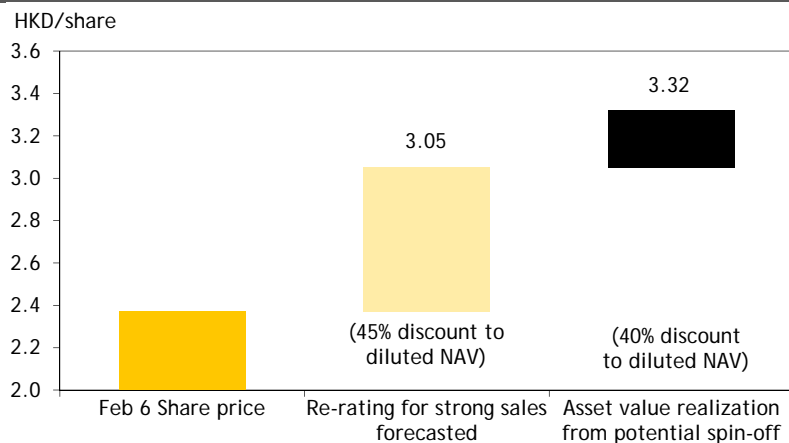 HKD/share
3.6
3.4
3.2
3.0
2.8
2.6
2.4
2.2
2.0
3.05
3.32
(45% discount to
diluted NAV)
(40% discount
to diluted NAV)
Feb 6 Share price
Re-rating for strong sales
forecasted
Asset value realization
from potential spin-off